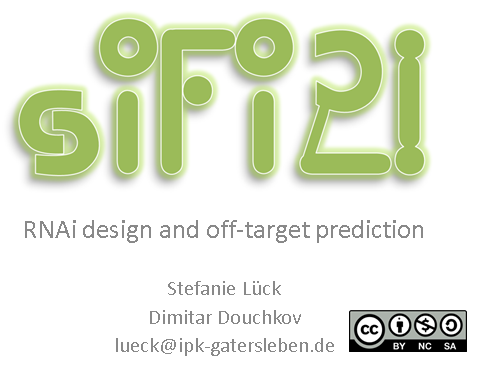 siFi21
RNAi design and off-target prediction
Stefanie Lück
Dimitar Douchkov
lueck@ipk-gatersleben.de
cc
BY NC SA